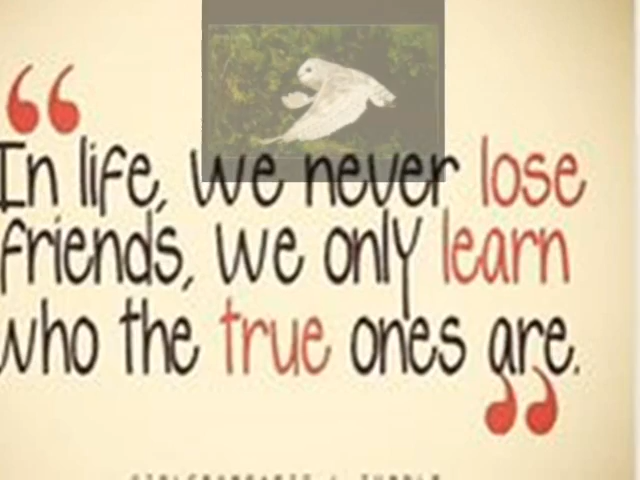 “
In life, we never lose
friends, we only learn
who the true ones are.
”